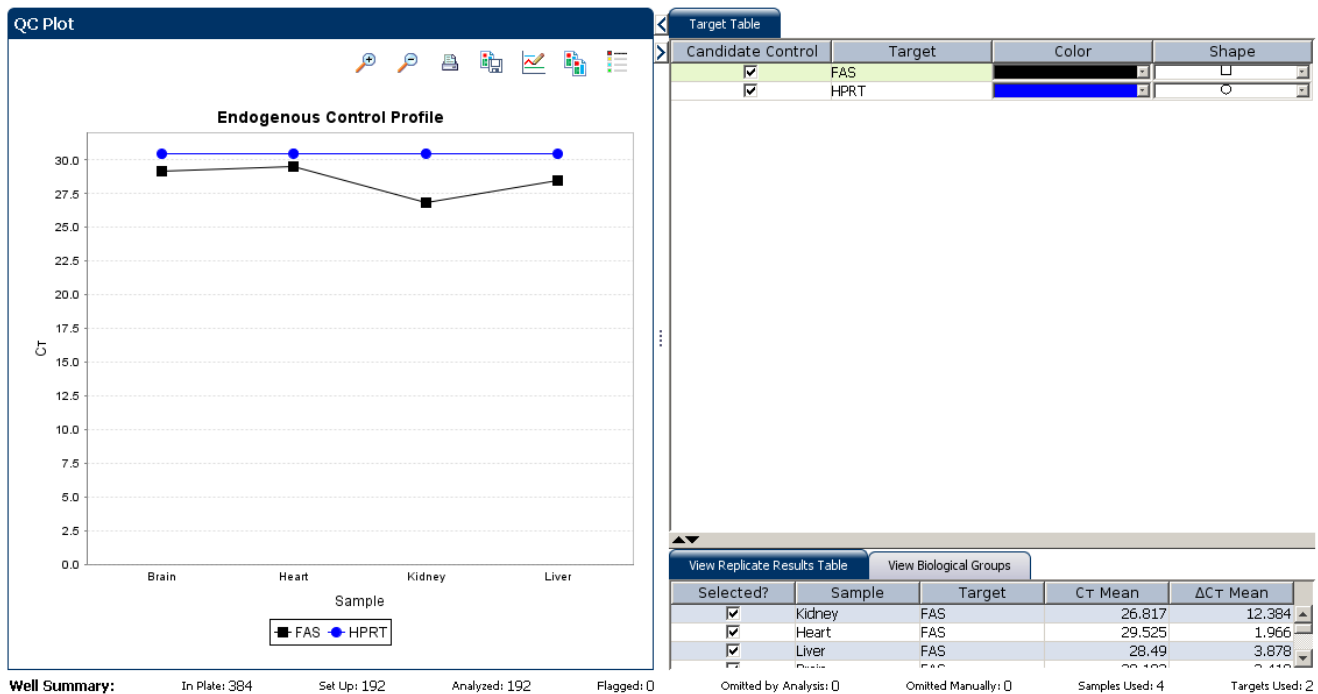 QC Plot
Endogenous Control Profile
30.0
27.5
25.0
22.5
20.0
17.5
15.0
12.5
10.0
7.5
5.0
2.5
0.0
CT
Brain Heart Kidney Liver
Sample
FAS HPRT
Target Table
Candidate Control Target Color Shape
FAS
HPRT
View Replicate Results Table View Biological Groups
Selected? Sample Target CT Mean ΔCT Mean
Kidney FAS 26.817 12.384
Heart FAS 29.525 1.966
Liver FAS 28.49 3.878
Well Summary: In Plate: 384 Set Up: 192 Analyzed: 192 Flagged: 0 Omitted by Analysis: 0 Omitted Manually: 0 Samples Used: 4 Targets Used: 2